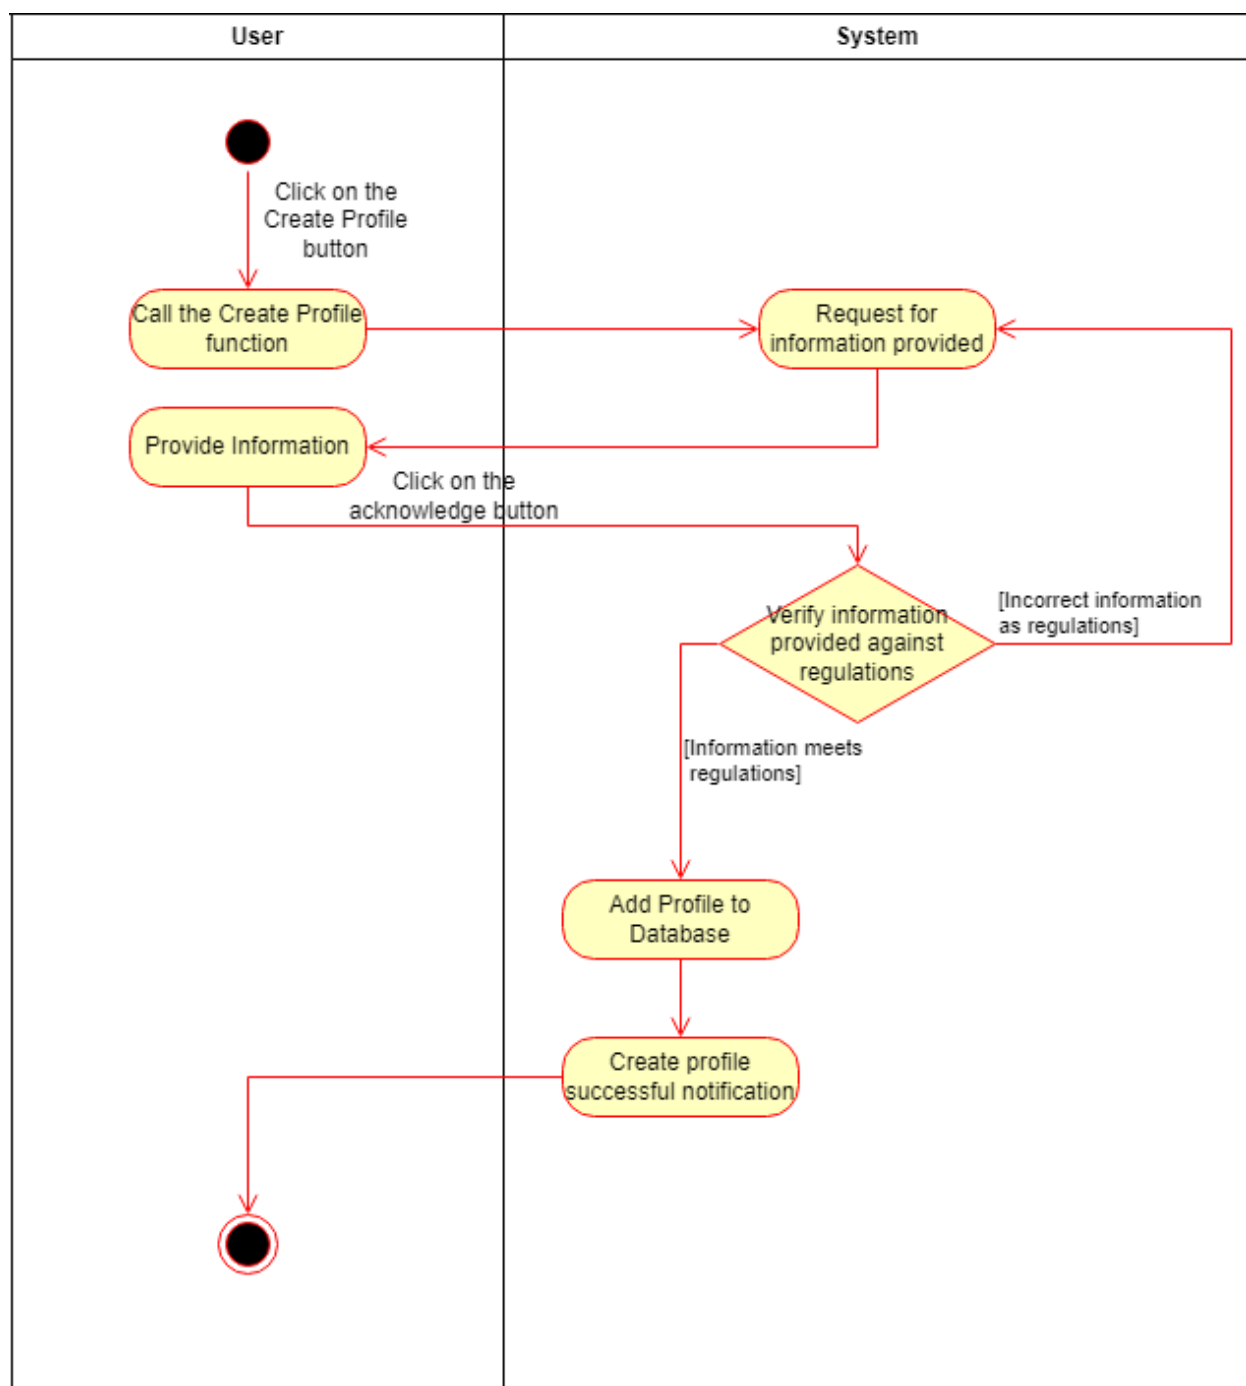 User
System
Click on the
Create Profile
button
Call the Create Profile
function
Request for
information provided
Provide Information
Click on the
acknowledge button
Verify information
provided against
regulations
[Incorrect information
as regulations]
[Information meets
regulations]
Add Profile to
Database
Create profile
successful notification